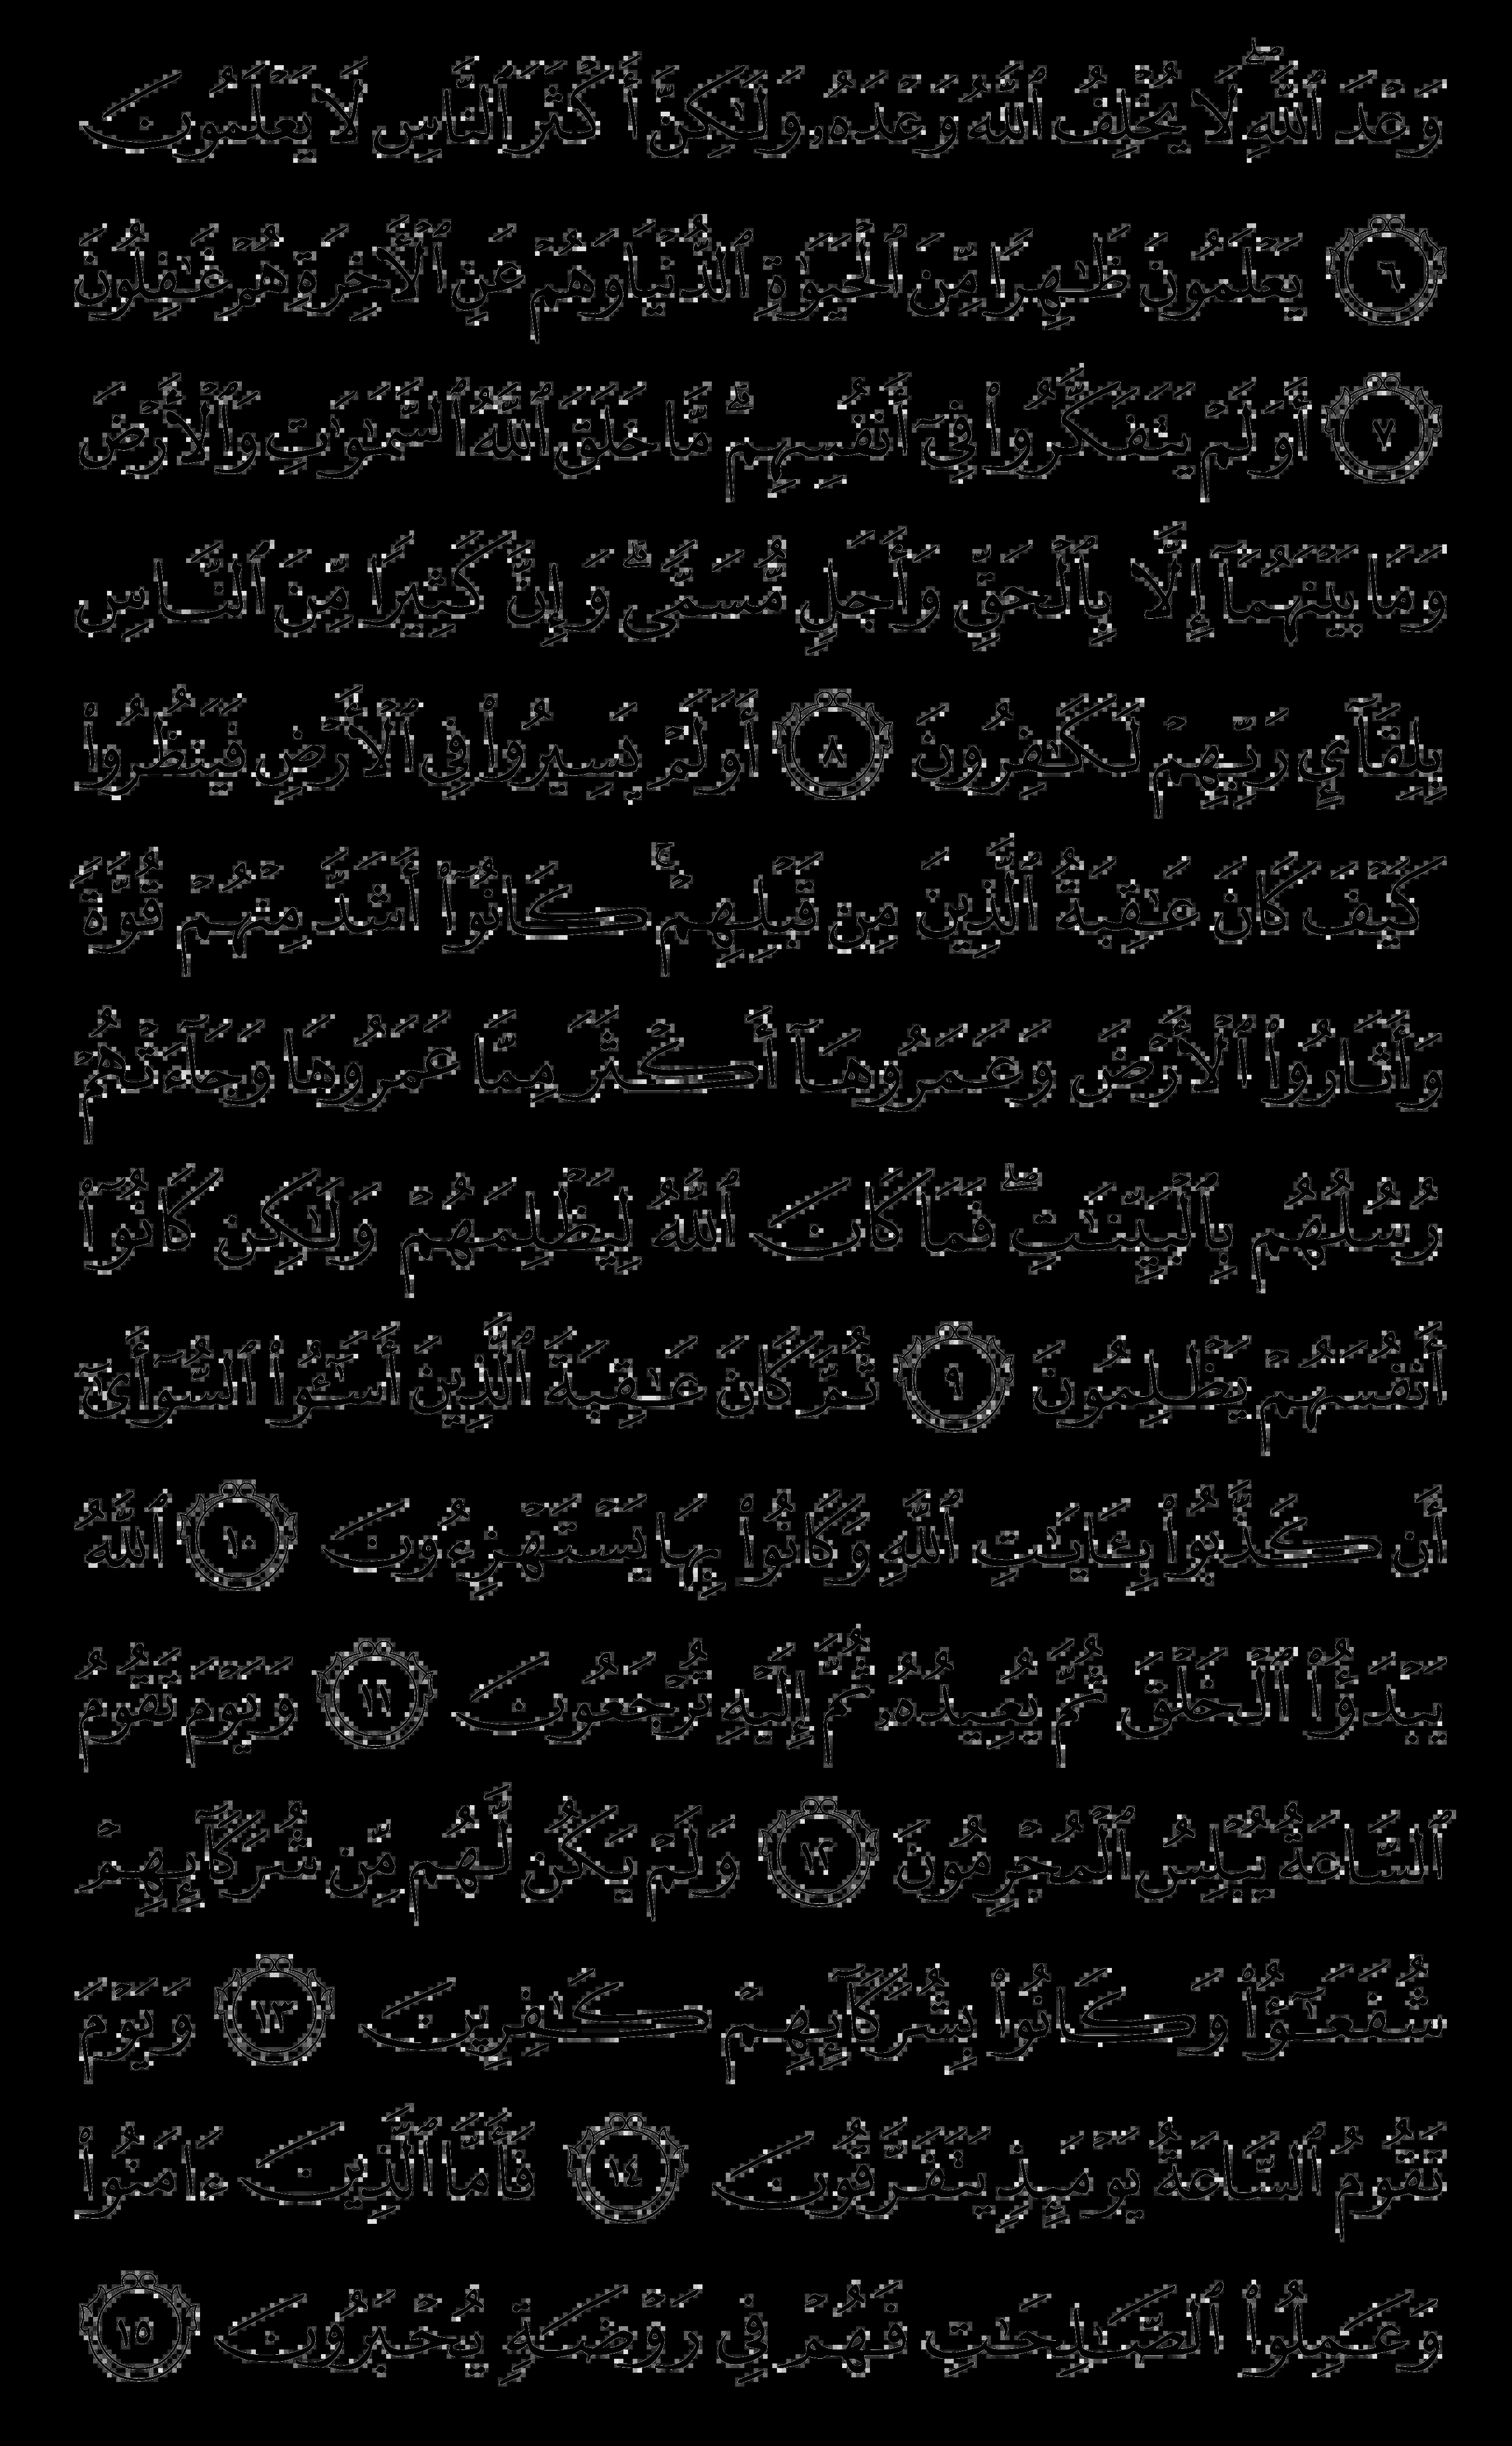 وَعْدَ ٱللَّهِ ۖ لَا يُخْلِفُ ٱللَّهُ وَعْدَهُۥ وَلَـٰكِنَّ أَكْثَرَ ٱلنَّاسِ لَا يَعْلَمُونَ
٦ يَعْلَمُونَ ظَـٰهِرًا مِّنَ ٱلْحَيَوٰةِ ٱلدُّنْيَا وَهُمْ عَنِ ٱلْـَٔاخِرَةِ هُمْ غَـٰفِلُونَ
٧ أَوَلَمْ يَتَفَكَّرُوا۟ فِىٓ أَنفُسِهِم ۗ مَّا خَلَقَ ٱللَّهُ ٱلسَّمَـٰوَٰتِ وَٱلْأَرْضَ
وَمَا بَيْنَهُمَآ إِلَّا بِٱلْحَقِّ وَأَجَلٍ مُّسَمًّى ۗ وَإِنَّ كَثِيرًا مِّنَ ٱلنَّاسِ
بِلِقَآئِ رَبِّهِمْ لَكَـٰفِرُونَ ٨ أَوَلَمْ يَسِيرُوا۟ فِى ٱلْأَرْضِ فَيَنظُرُوا۟
كَيْفَ كَانَ عَـٰقِبَةُ ٱلَّذِينَ مِن قَبْلِهِمْ ۚ كَانُوٓا۟ أَشَدَّ مِنْهُمْ قُوَّةً
وَأَثَارُوا۟ ٱلْأَرْضَ وَعَمَرُوهَآ أَكْثَرَ مِمَّا عَمَرُوهَا وَجَآءَتْهُمْ
رُسُلُهُم بِٱلْبَيِّنَـٰتِ ۖ فَمَا كَانَ ٱللَّهُ لِيَظْلِمَهُمْ وَلَـٰكِن كَانُوٓا۟
أَنفُسَهُمْ يَظْلِمُونَ ٩ ثُمَّ كَانَ عَـٰقِبَةَ ٱلَّذِينَ أَسَـٰٓـُٔوا۟ ٱلسُّوٓأَىٰٓ
أَن كَذَّبُوا۟ بِـَٔايَـٰتِ ٱللَّهِ وَكَانُوا۟ بِهَا يَسْتَهْزِءُونَ ١٠ ٱللَّهُ
يَبْدَؤُا۟ ٱلْخَلْقَ ثُمَّ يُعِيدُهُۥ ثُمَّ إِلَيْهِ تُرْجَعُونَ ١١ وَيَوْمَ تَقُومُ
ٱلسَّاعَةُ يُبْلِسُ ٱلْمُجْرِمُونَ ١٢ وَلَمْ يَكُن لَّهُم مِّن شُرَكَآئِهِمْ
شُفَعَـٰٓؤُا۟ وَكَانُوا۟ بِشُرَكَآئِهِمْ كَـٰفِرِينَ ١٣ وَيَوْمَ
تَقُومُ ٱلسَّاعَةُ يَوْمَئِذٍ يَتَفَرَّقُونَ ١٤ فَأَمَّا ٱلَّذِينَ ءَامَنُوا۟
وَعَمِلُوا۟ ٱلصَّـٰلِحَـٰتِ فَهُمْ فِى رَوْضَةٍ يُحْبَرُونَ ١٥